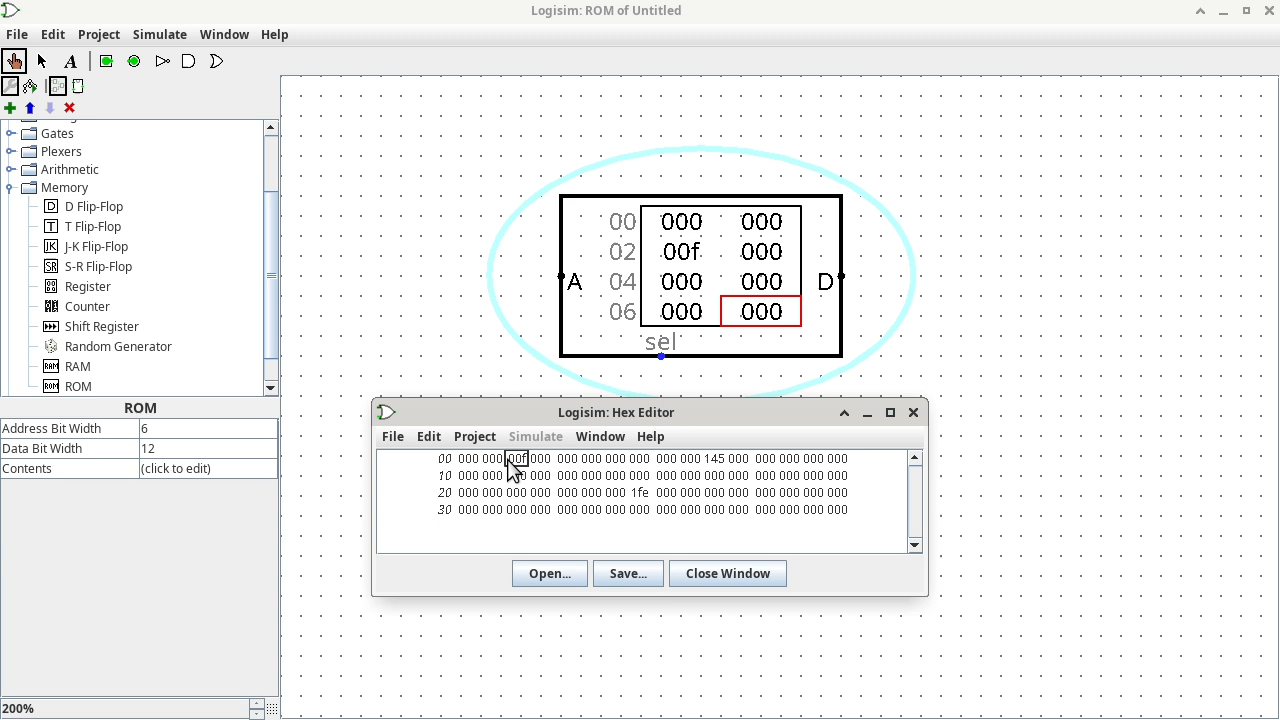 Logisim: ROM of Untitled
File Edit Project Simulate Window Help
A
Gates
Plexers
Arithmetic
Memory
D Flip-Flop
T Flip-Flop
J-K Flip-Flop
S-R Flip-Flop
Register
Counter
Shift Register
Random Generator
RAM
ROM
ROM
Address Bit Width 6
Data Bit Width 12
Contents (click to edit)
200%
00 000 000
02 00f 000
A 04 000 000 D
06 000 000
sel
Logisim: Hex Editor
File Edit Project Simulate Window Help
00 000 000 00f 000 000 000 000 000 000 000 145 000 000 000 000 000
10 000 000 000 000 000 000 000 000 000 000 000 000 000 000 000 000
20 000 000 000 000 000 000 000 1fe 000 000 000 000 000 000 000 000
30 000 000 000 000 000 000 000 000 000 000 000 000 000 000 000 000
Open... Save... Close Window